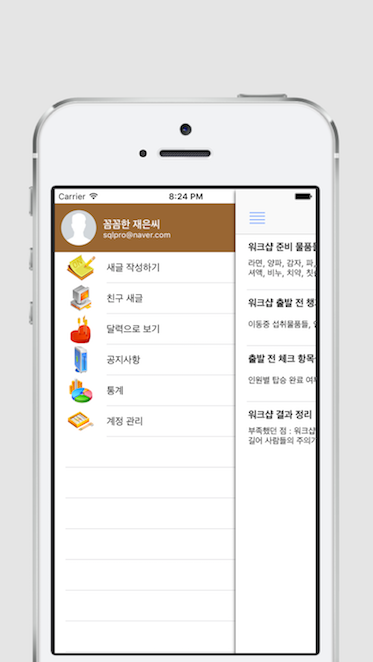 Carrier
8:24 PM
꼼꼼한 재은씨
sqlpro@naver.com
새글 작성하기
친구 새글
달력으로 보기
공지사항
통계
계정 관리
워크샵 준비 물품
라면, 양파, 감자, 파,
셔액, 비누, 치약, 칫
워크샵 출발 전 챙
이동중 섭취물품들,
출발 전 체크 항목
인원별 탑승 완료 여
워크샵 결과 정리
부족했던 점 : 워크샵
길어 사람들의 주의